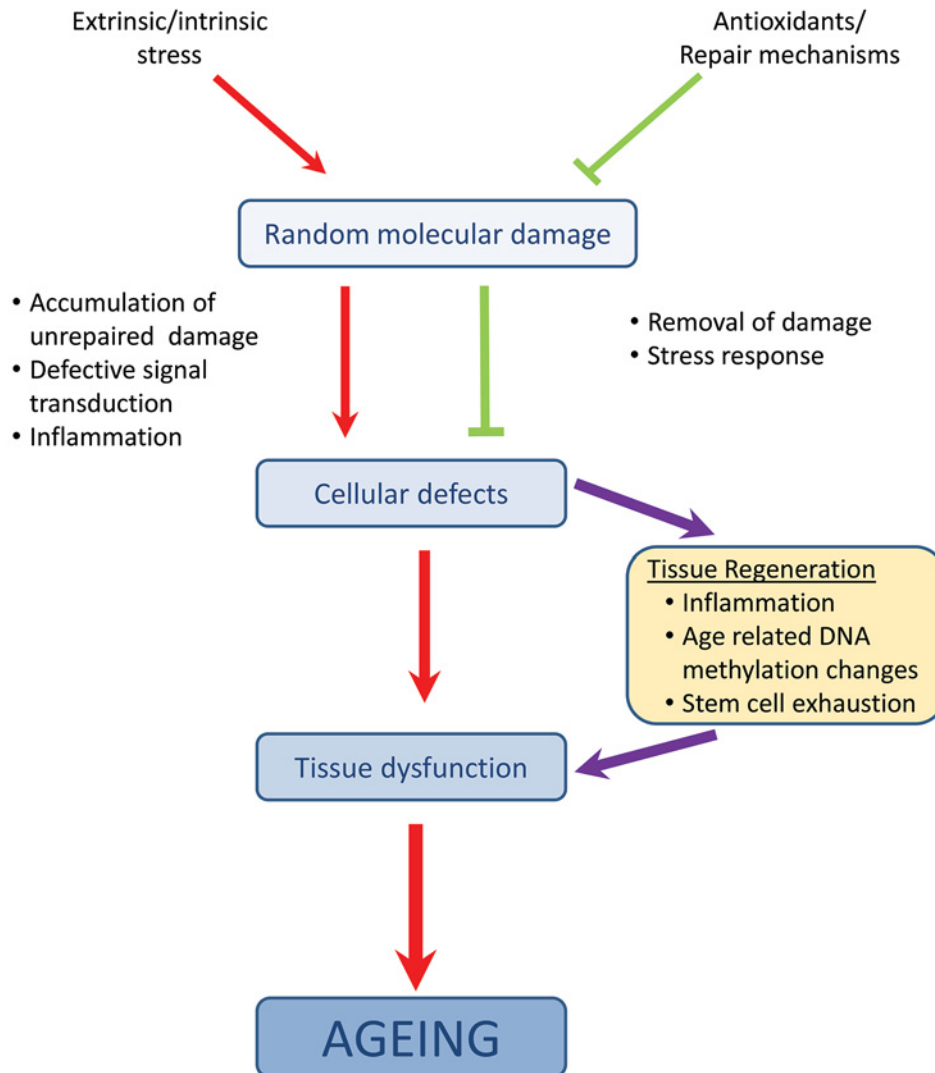 Extrinsic/intrinsic
stress
Antioxidants/
Repair mechanisms
Random molecular damage
• Accumulation of
unrepaired damage
• Defective signal
transduction
• Inflammation
• Removal of damage
• Stress response
Cellular defects
Tissue Regeneration
• Inflammation
• Age related DNA
methylation changes
• Stem cell exhaustion
Tissue dysfunction
AGEING